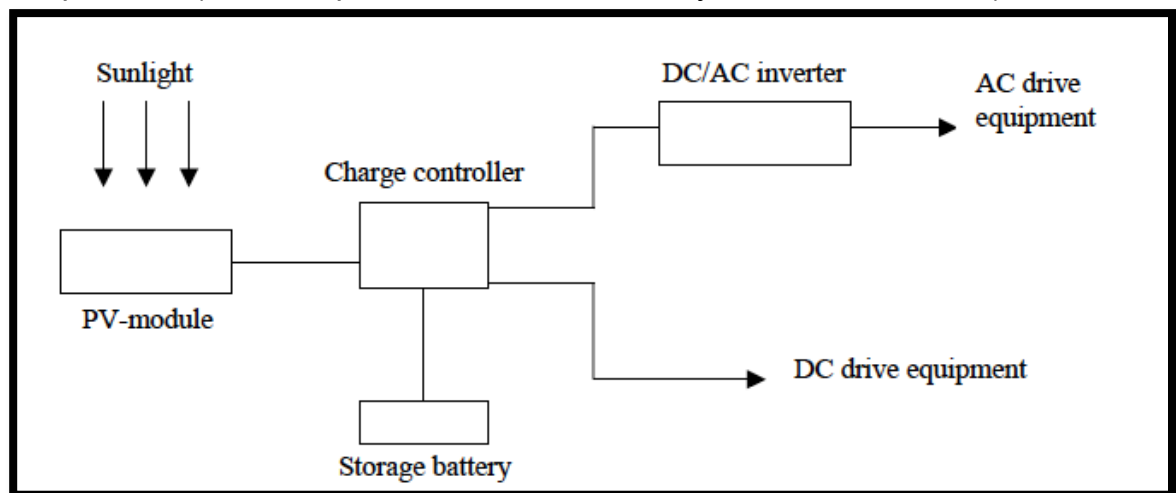 Sunlight
DC/AC inverter
AC drive
equipment
Charge controller
PV-module
DC drive equipment
Storage battery